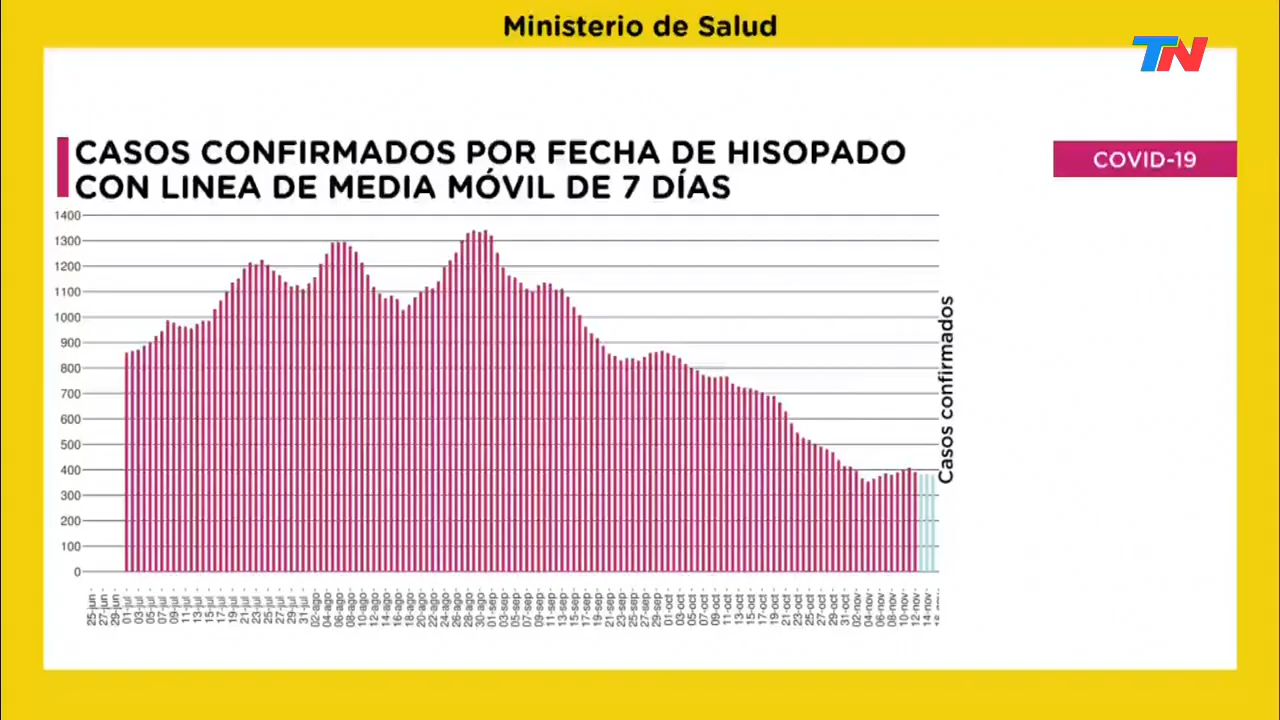 Ministerio de Salud
TN
CASOS CONFIRMADOS POR FECHA DE HISOPADO
CON LINEA DE MEDIA MÓVIL DE 7 DÍAS
COVID-19
1400
1300
1200
1100
1000
900
800
700
600
500
400
300
200
100
0
Casos confirmados
25-jun
27-jun
29-jun
01-jul
03-jul
05-jul
07-jul
09-jul
11-jul
13-jul
15-jul
17-jul
19-jul
21-jul
23-jul
25-jul
27-jul
29-jul
31-jul
02-ago
04-ago
06-ago
08-ago
10-ago
12-ago
14-ago
16-ago
18-ago
20-ago
22-ago
24-ago
26-ago
28-ago
30-ago
01-sep
03-sep
05-sep
07-sep
09-sep
11-sep
13-sep
15-sep
17-sep
19-sep
21-sep
23-sep
25-sep
27-sep
29-sep
01-oct
03-oct
05-oct
07-oct
09-oct
11-oct
13-oct
15-oct
17-oct
19-oct
21-oct
23-oct
25-oct
27-oct
29-oct
31-oct
02-nov
04-nov
06-nov
08-nov
10-nov
12-nov
14-nov